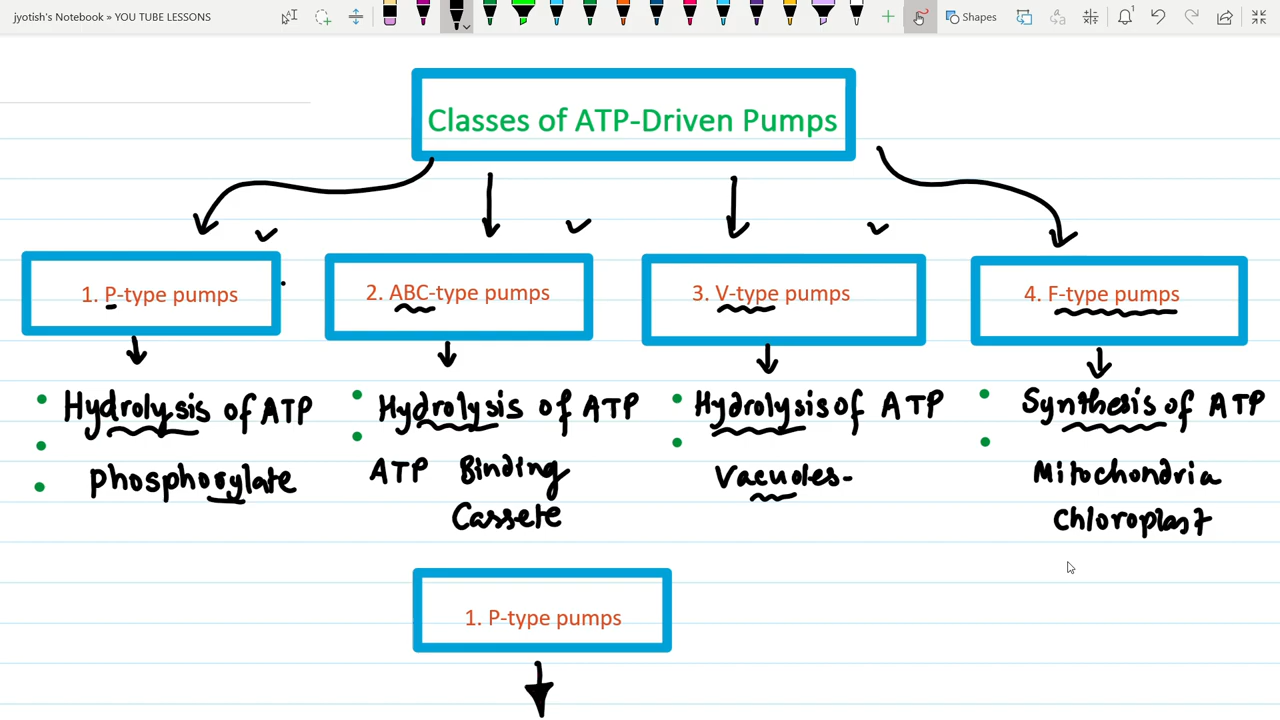 jyotish's Notebook » YOU TUBE LESSONS
Shapes
Classes of ATP-Driven Pumps
1. P-type pumps
2. ABC-type pumps
3. V-type pumps
4. F-type pumps
Hydrolysis of ATP
Hydrolysis of ATP
Hydrolysis of ATP
Synthesis of ATP
Phosphorylate
ATP Binding
Cassete
Vacuoles-
Mitochondria
Chloroplast
1. P-type pumps